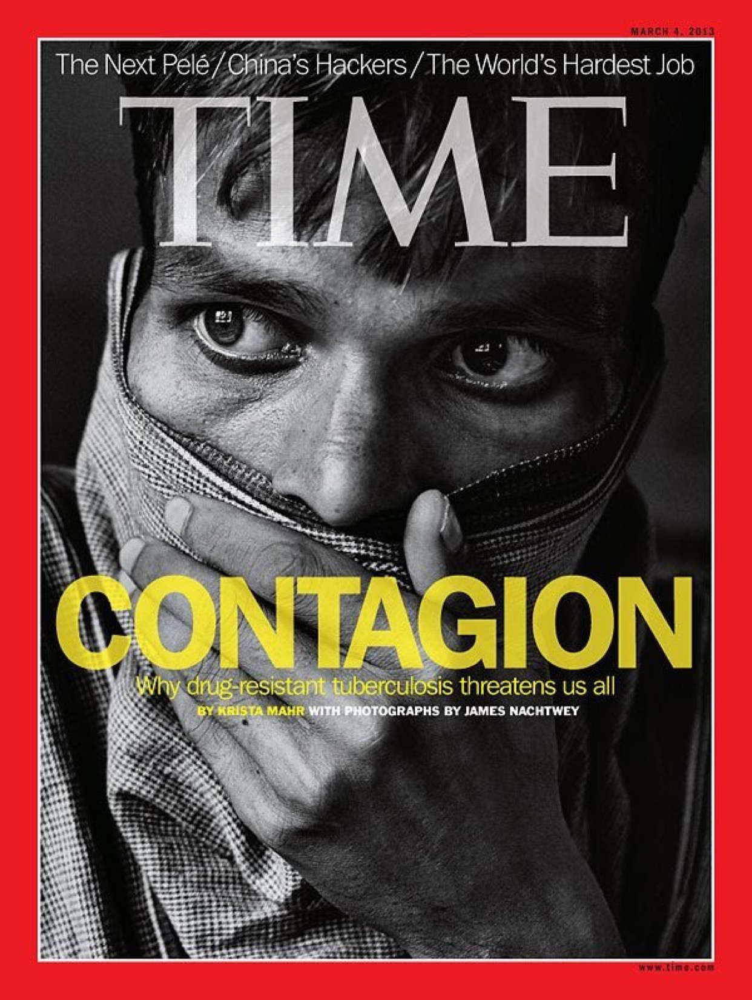 MARCH 4, 2013
The Next Pelé / China's Hackers / The World's Hardest Job
TIME
CONTAGION
Why drug-resistant tuberculosis threatens us all
BY KRISTA MAHR WITH PHOTOGRAPHS BY JAMES NACHTWEY
www.time.com